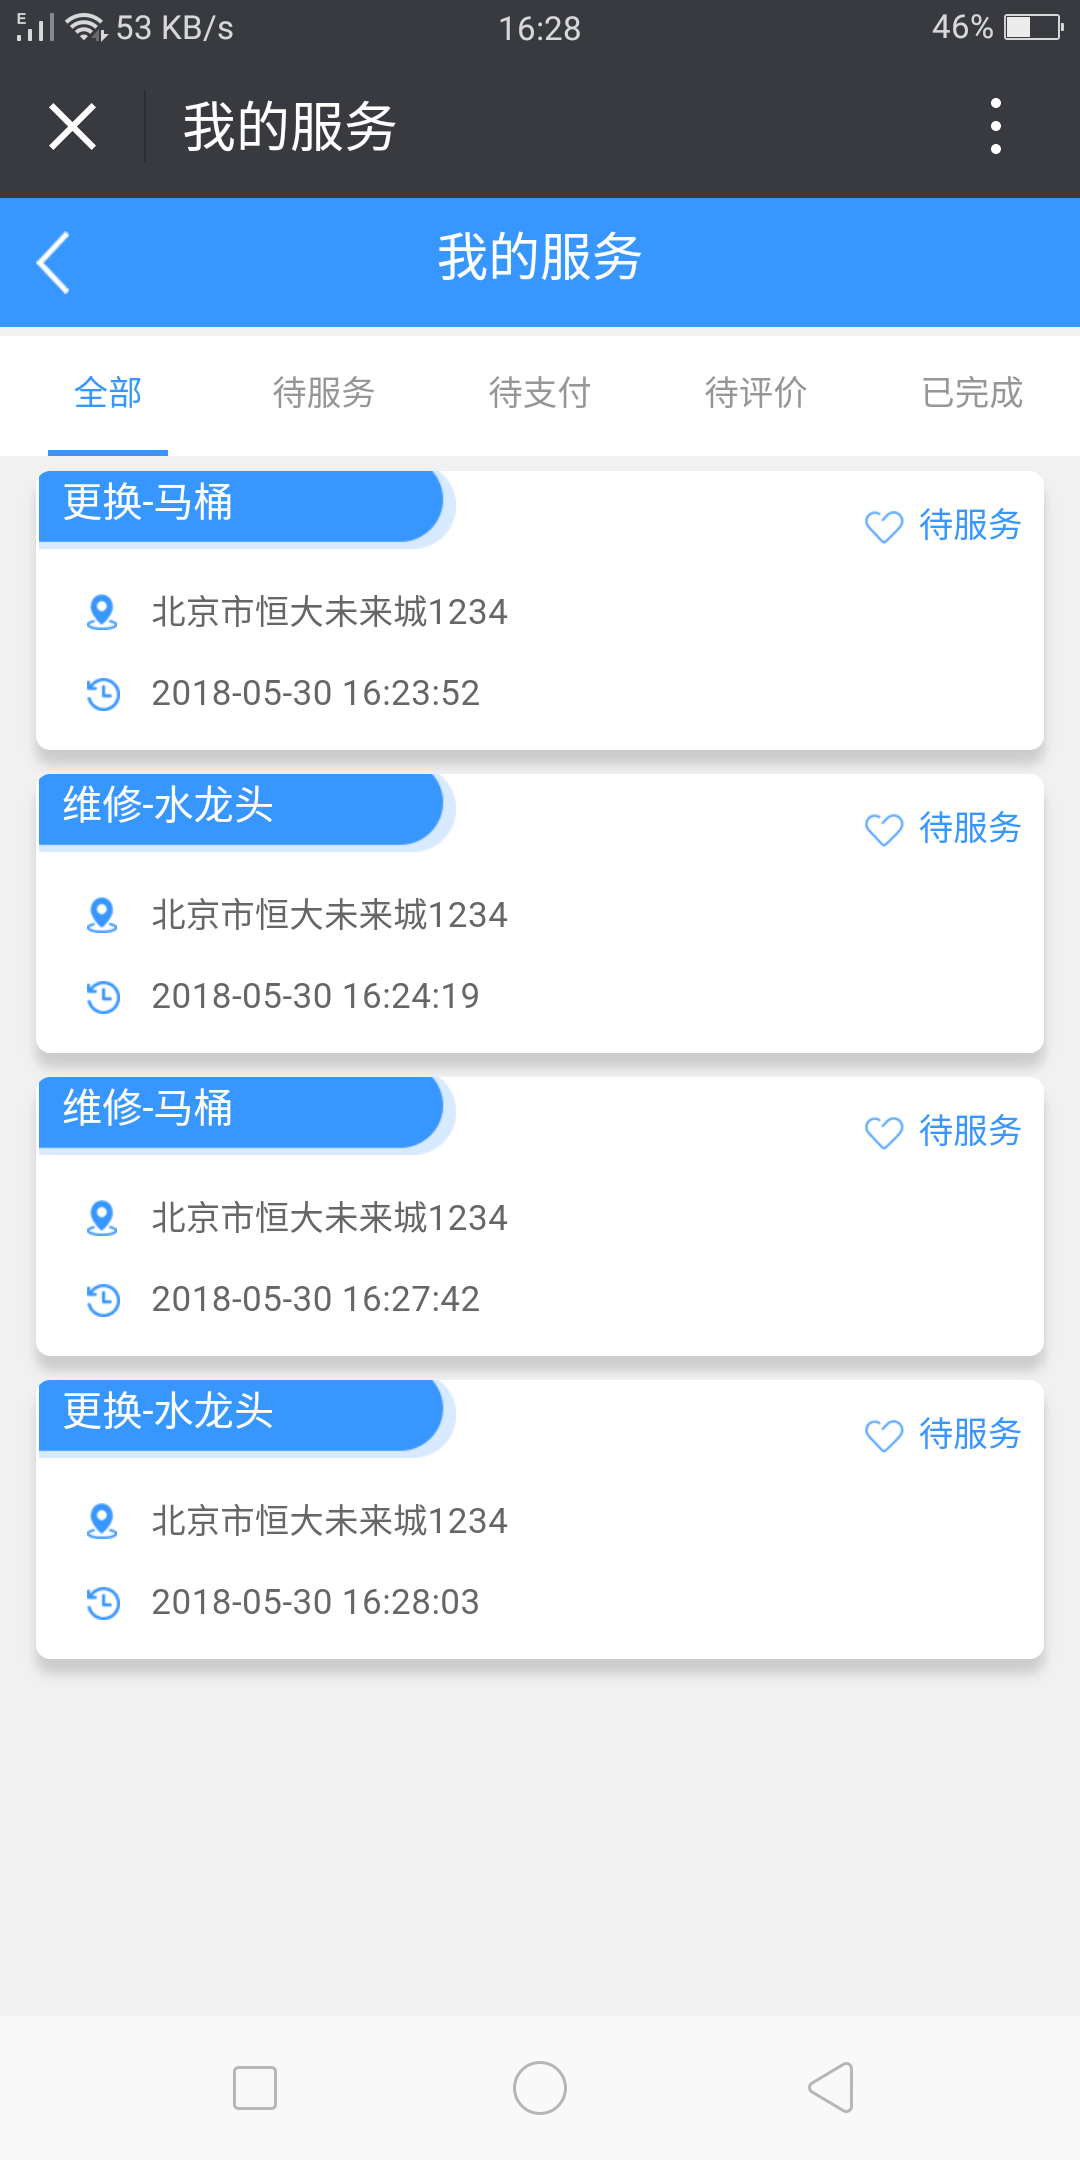 E 53 KB/s 16:28 46%
我的服务
我的服务
全部 待服务 待支付 待评价 已完成
更换-马桶
待服务
北京市恒大未来城1234
2018-05-30 16:23:52
维修-水龙头
待服务
北京市恒大未来城1234
2018-05-30 16:24:19
维修-马桶
待服务
北京市恒大未来城1234
2018-05-30 16:27:42
更换-水龙头
待服务
北京市恒大未来城1234
2018-05-30 16:28:03